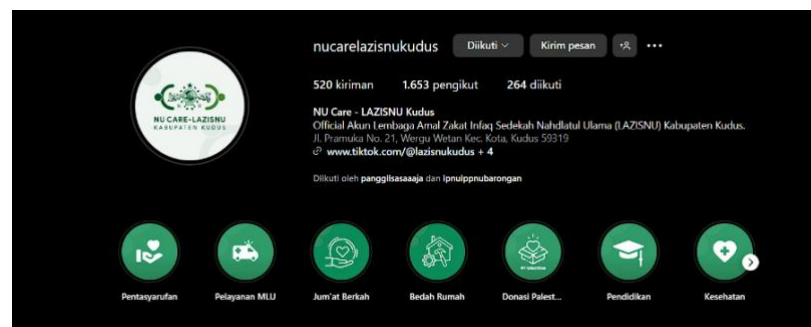 nucarelazisnukudus Diikuti Kirim pesan
520 kiriman 1.653 pengikut 264 diikuti
NU Care - LAZISNU Kudus
Official Akun Lembaga Amal Zakat Infaq Sedekah Nahdlatul Ulama (LAZISNU) Kabupaten Kudus.
Jl. Pramuka No. 21, Wergu Wetan Kec. Kota, Kudus 59319
www.tiktok.com/@lazisnukudus + 4
Diikuti oleh panggilsasaaaja dan ipnuippnubarongan
NU CARE-LAZISNU
KABUPATEN KUDUS
Pentasyarufan Pelayanan MLU Jum'at Berkah Bedah Rumah Donasi Palest... Pendidikan Kesehatan